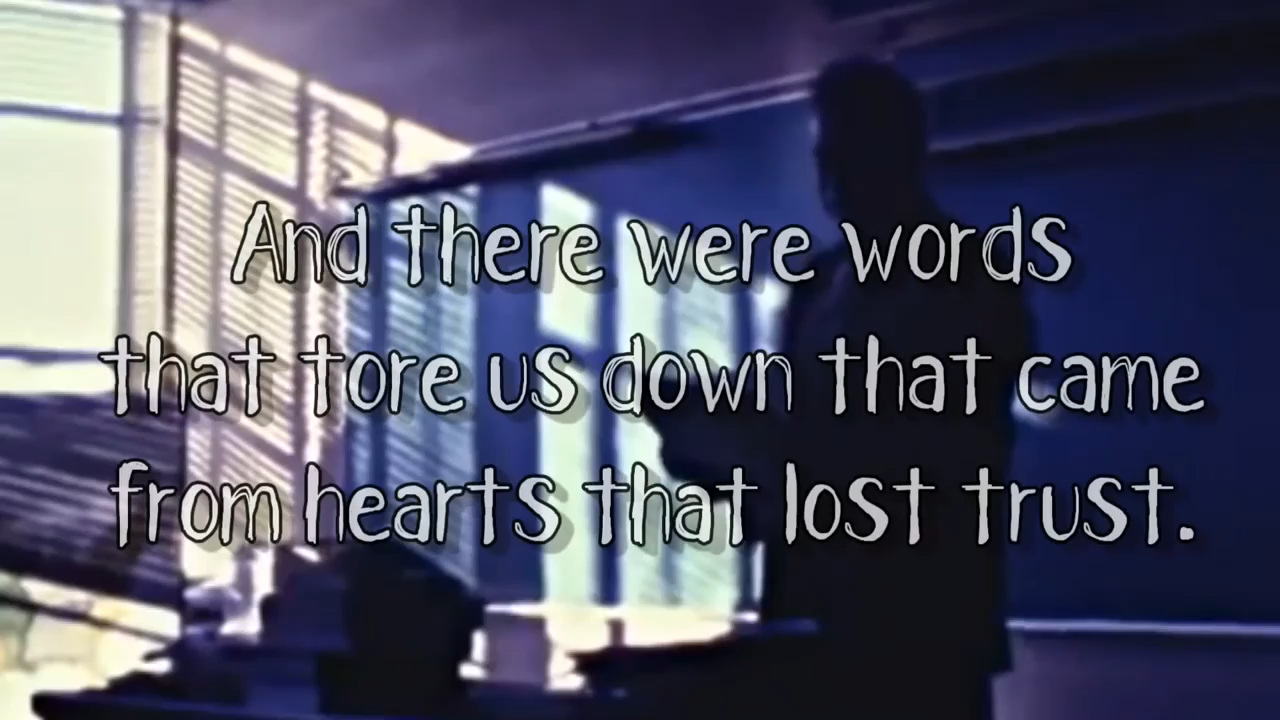 And there were words
that tore us down that came
from hearts that lost trust.